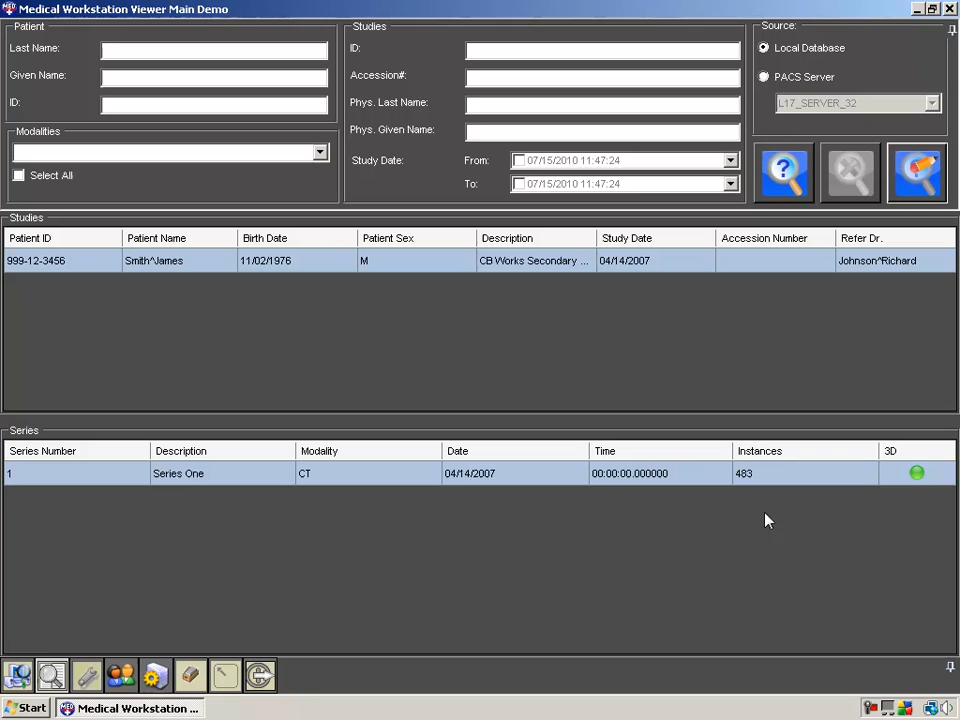 Medical Workstation Viewer Main Demo
Patient
Last Name:
Given Name:
ID:
Modalities
Select All
Studies
ID:
Accession#:
Phys. Last Name:
Phys. Given Name:
Study Date:
From:
07/15/2010 11:47:24
To:
07/15/2010 11:47:24
Source:
Local Database
PACS Server
L17_SERVER_32
Studies
Patient ID Patient Name Birth Date Patient Sex Description Study Date Accession Number Refer Dr.
999-12-3456 Smith^James 11/02/1976 M CB Works Secondary ... 04/14/2007 Johnson^Richard
Series
Series Number Description Modality Date Time Instances 3D
1 Series One CT 04/14/2007 00:00:00.000000 483
Start
Medical Workstation ...